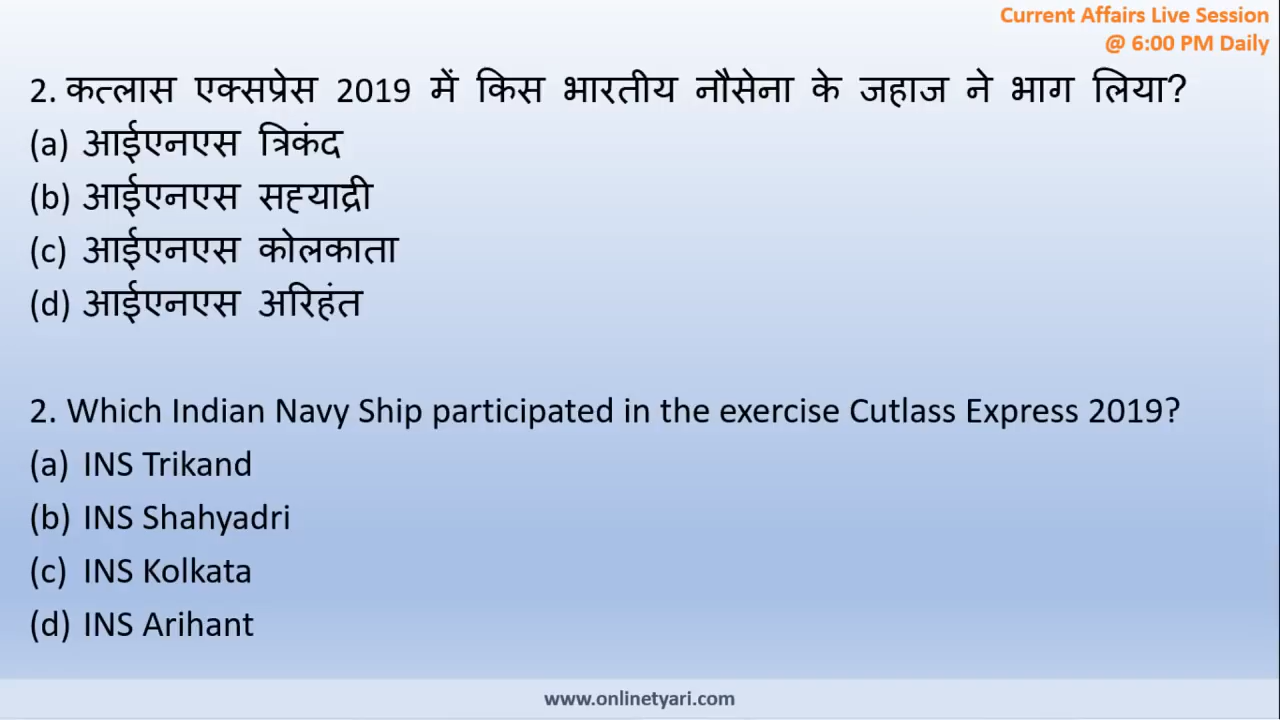 Current Affairs Live Session
@ 6:00 PM Daily
2. कत्लास एक्सप्रेस 2019 में किस भारतीय नौसेना के जहाज ने भाग लिया?
(a) आईएनएस त्रिकंद
(b) आईएनएस सह्याद्री
(c) आईएनएस कोलकाता
(d) आईएनएस अरिहंत
2. Which Indian Navy Ship participated in the exercise Cutlass Express 2019?
(a) INS Trikand
(b) INS Shahyadri
(c) INS Kolkata
(d) INS Arihant
www.onlinetyari.com